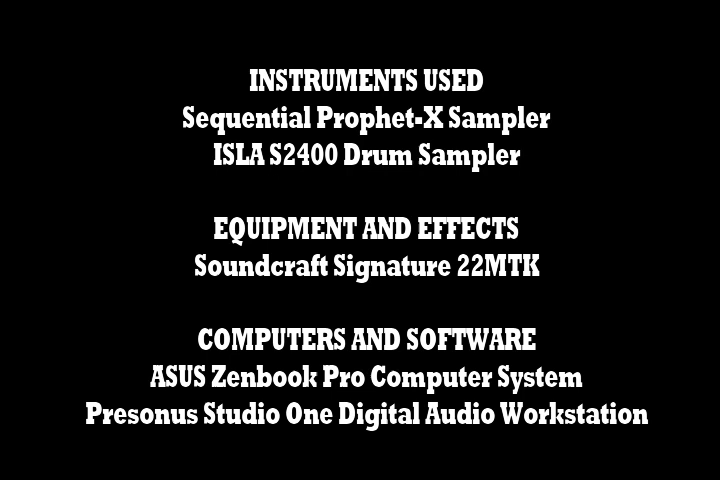 INSTRUMENTS USED
Sequential Prophet-X Sampler
ISLA S2400 Drum Sampler
EQUIPMENT AND EFFECTS
Soundcraft Signature 22MTK
COMPUTERS AND SOFTWARE
ASUS Zenbook Pro Computer System
Presonus Studio One Digital Audio Workstation